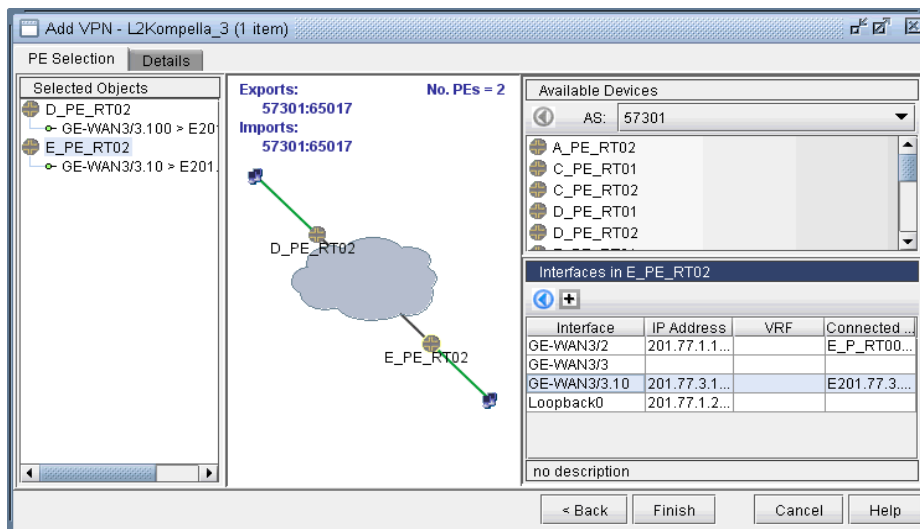 Add VPN - L2Kompella_3 (1 item)
PE Selection
Details
Selected Objects
D_PE_RT02
GE-WAN3/3.100 > E20
E_PE_RT02
GE-WAN3/3.10 > E201.
Exports:
57301:65017
Imports:
57301:65017
No. PEs = 2
D_PE_RT02
E_PE_RT02
Available Devices
AS: 57301
A_PE_RT02
C_PE_RT01
C_PE_RT02
D_PE_RT01
D_PE_RT02
Interfaces in E_PE_RT02
Interface IP Address VRF Connected ...
GE-WAN3/2 201.77.1.1... E_P_RT00...
GE-WAN3/3
GE-WAN3/3.10 201.77.3.1... E201.77.3....
Loopback0 201.77.1.2...
no description
< Back Finish Cancel Help